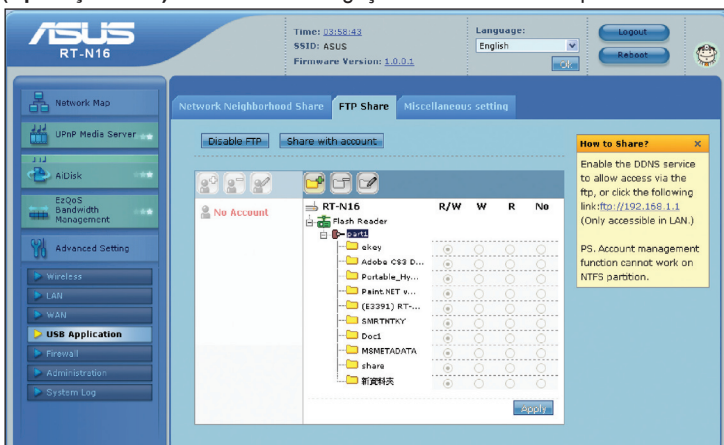 ASUS
RT-N16
Time: 03:58:43
SSID: ASUS
Firmware Version: 1.0.0.1
Language:
English
Ok
Logout
Reboot
Network Map
UPnP Media Server
AiDisk
EzQoS
Bandwidth
Management
Advanced Setting
Wireless
LAN
WAN
USB Application
Firewall
Administration
System Log
Network Neighborhood Share
FTP Share
Miscellaneous setting
Disable FTP
Share with account
No Account
RT-N16 R/W W R No
Flash Reader
part1
ekey
Adobe CS3 D...
Portable_Hy...
Paint.NET v...
(E3391) RT-...
SMRTNTKY
Doc1
MSMETADATA
share
新資料夾
Apply
How to Share?
Enable the DDNS service
to allow access via the
ftp, or click the following
link:ftp://192.168.1.1
(Only accessible in LAN.)
PS. Account management
function cannot work on
NTFS partition.